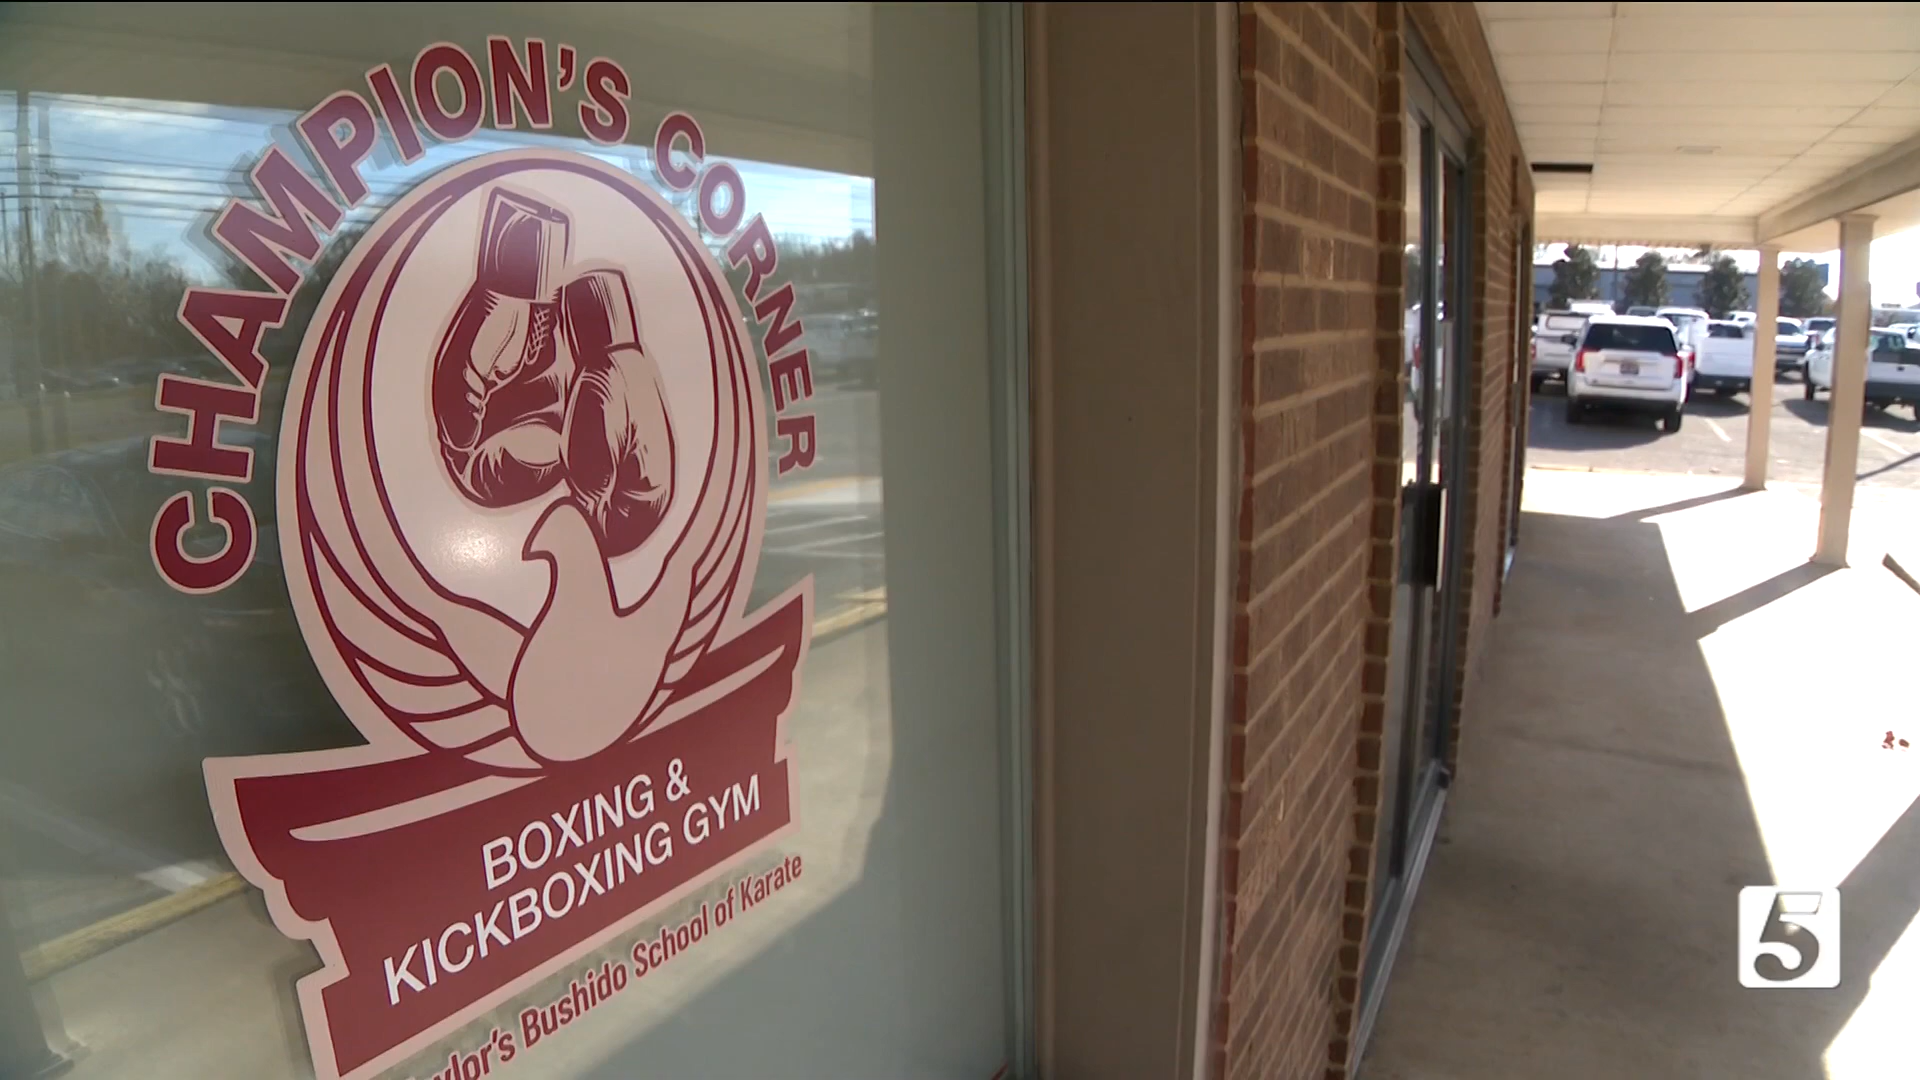 CHAMPION'S CORNER
BOXING &
KICKBOXING GYM
Bushido School of Karate
5